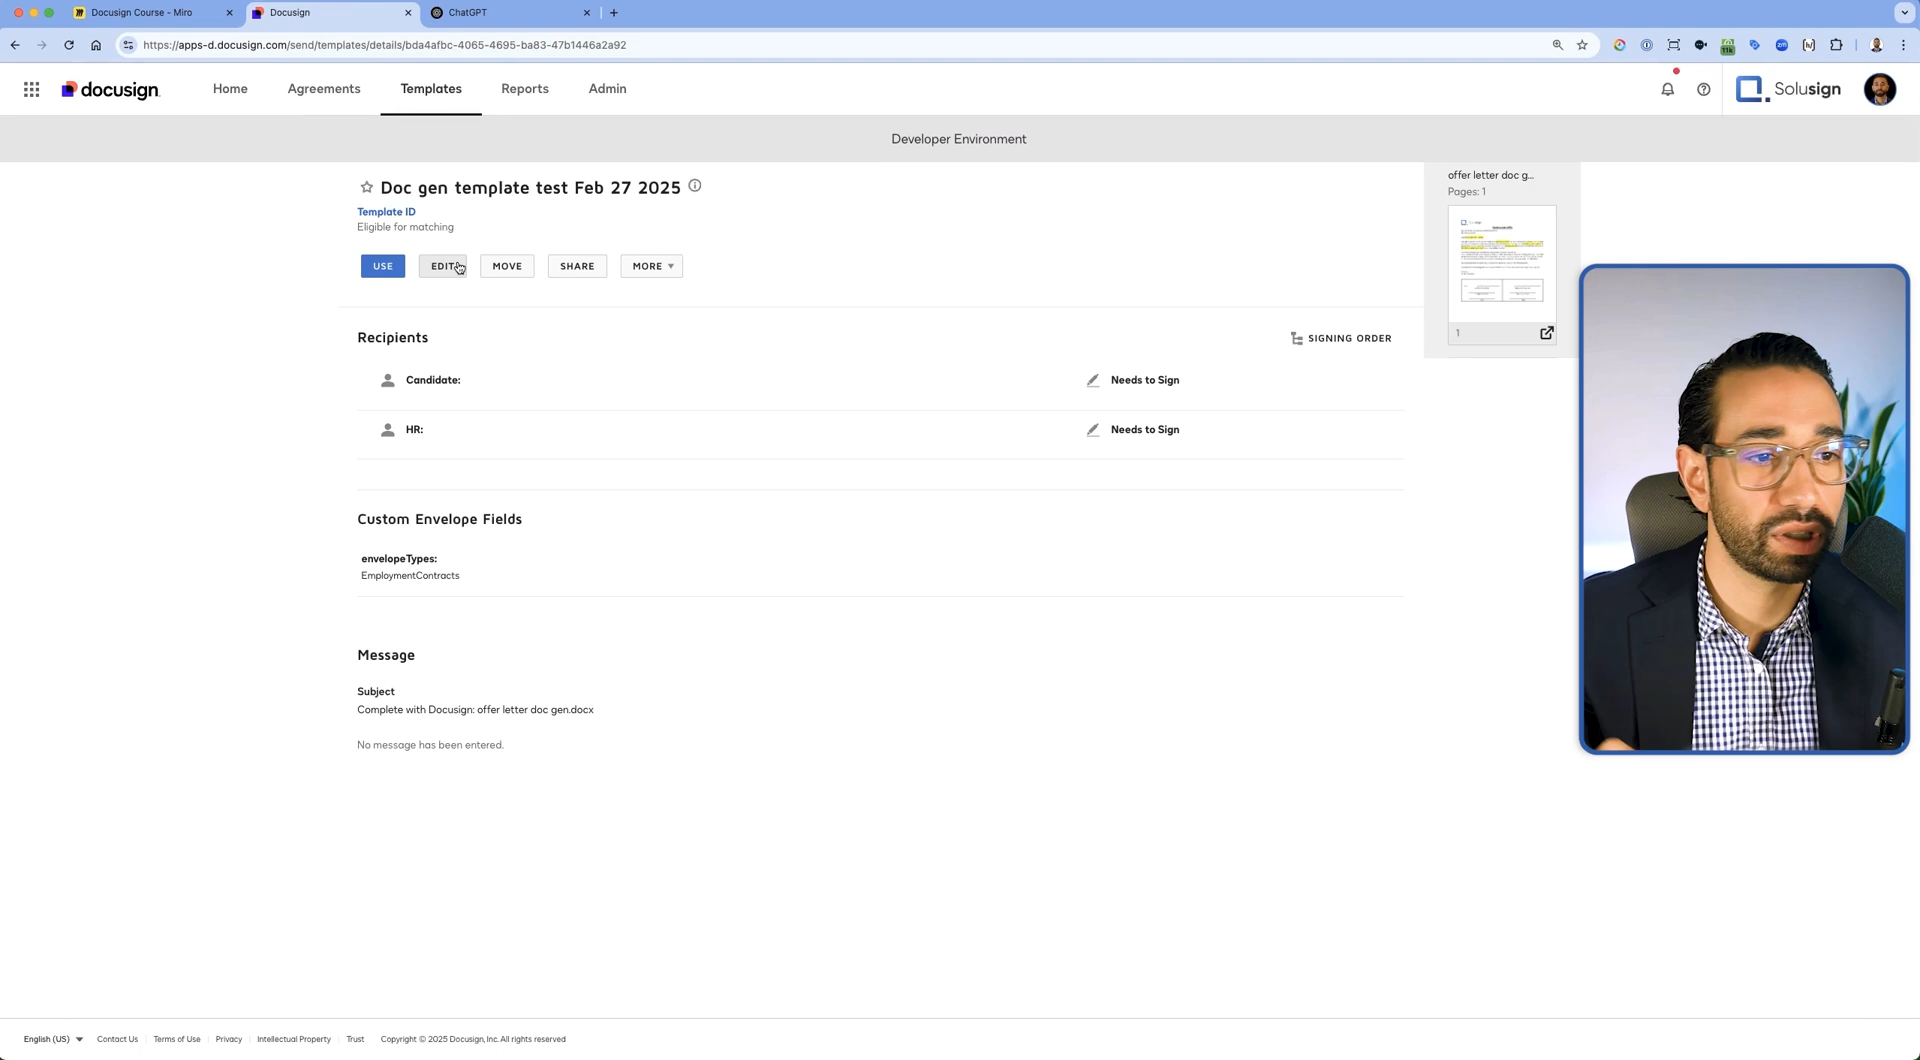 Docusign Course - Miro
Docusign
ChatGPT
https://apps-d.docusign.com/send/templates/details/bda4afbc-4065-4695-ba83-47b1446a2a92
11k
docusign
Home
Agreements
Templates
Reports
Admin
Solusign
Developer Environment
Doc gen template test Feb 27 2025
Template ID
Eligible for matching
USE
EDIT
MOVE
SHARE
MORE
offer letter doc g...
Pages: 1
1
Recipients
SIGNING ORDER
Candidate:
Needs to Sign
HR:
Needs to Sign
Custom Envelope Fields
envelopeTypes:
EmploymentContracts
Message
Subject
Complete with Docusign: offer letter doc gen.docx
No message has been entered.
English (US)
Contact Us
Terms of Use
Privacy
Intellectual Property
Trust
Copyright © 2025 Docusign, Inc. All rights reserved